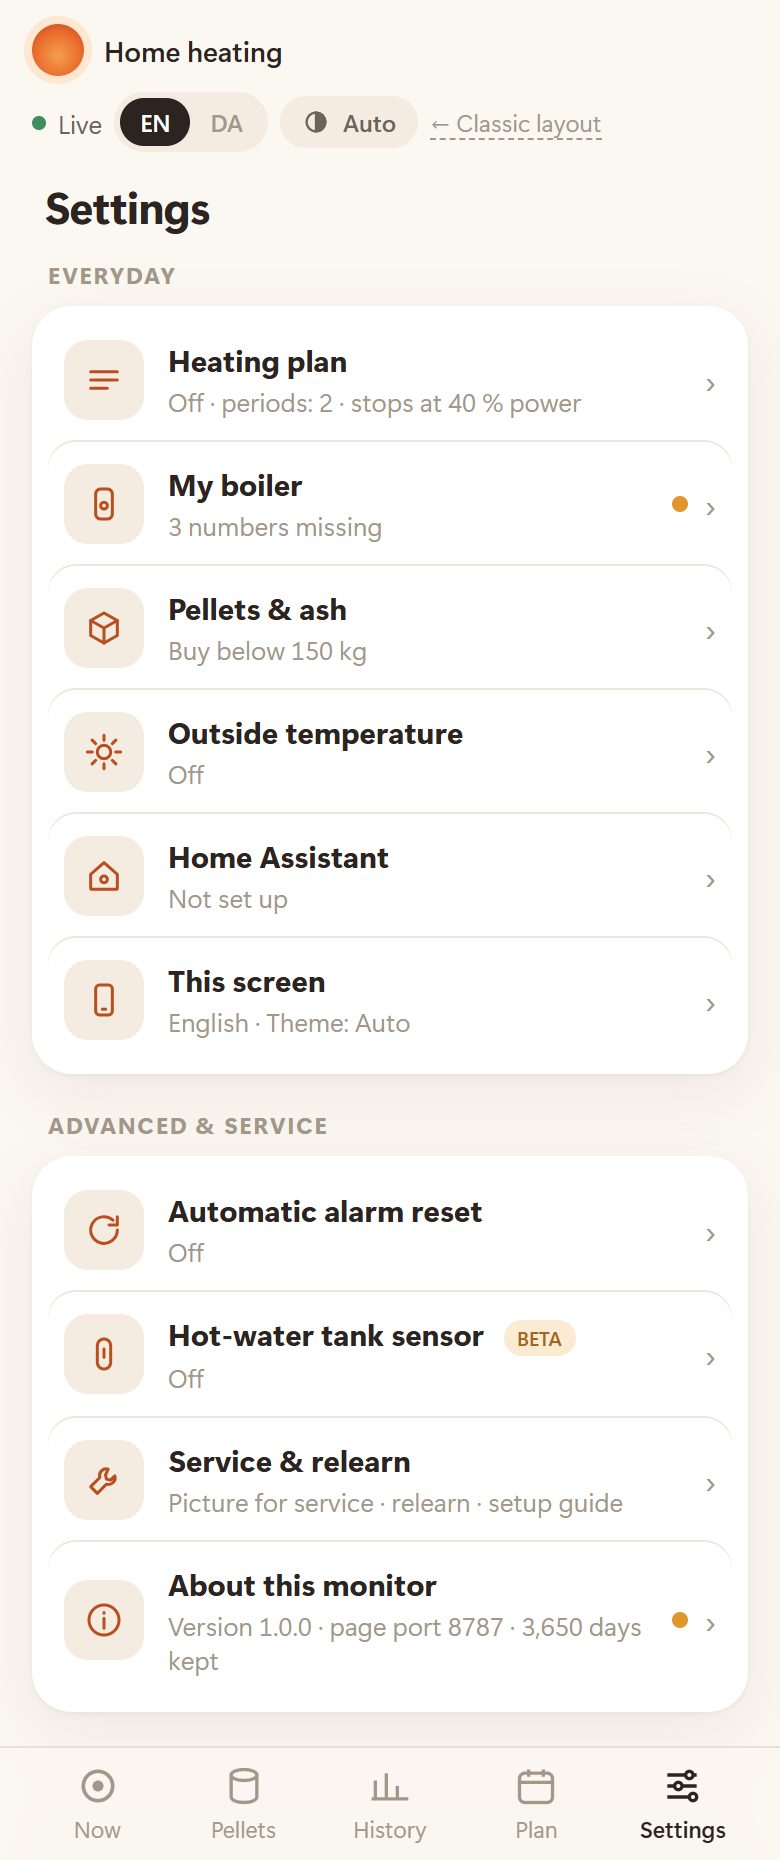 Home heating
Live EN DA Auto ← Classic layout
Settings
EVERYDAY
Heating plan
Off · periods: 2 · stops at 40 % power
My boiler
3 numbers missing
Pellets & ash
Buy below 150 kg
Outside temperature
Off
Home Assistant
Not set up
This screen
English · Theme: Auto
ADVANCED & SERVICE
Automatic alarm reset
Off
Hot-water tank sensor BETA
Off
Service & relearn
Picture for service · relearn · setup guide
About this monitor
Version 1.0.0 · page port 8787 · 3,650 days
kept
Now Pellets History Plan Settings